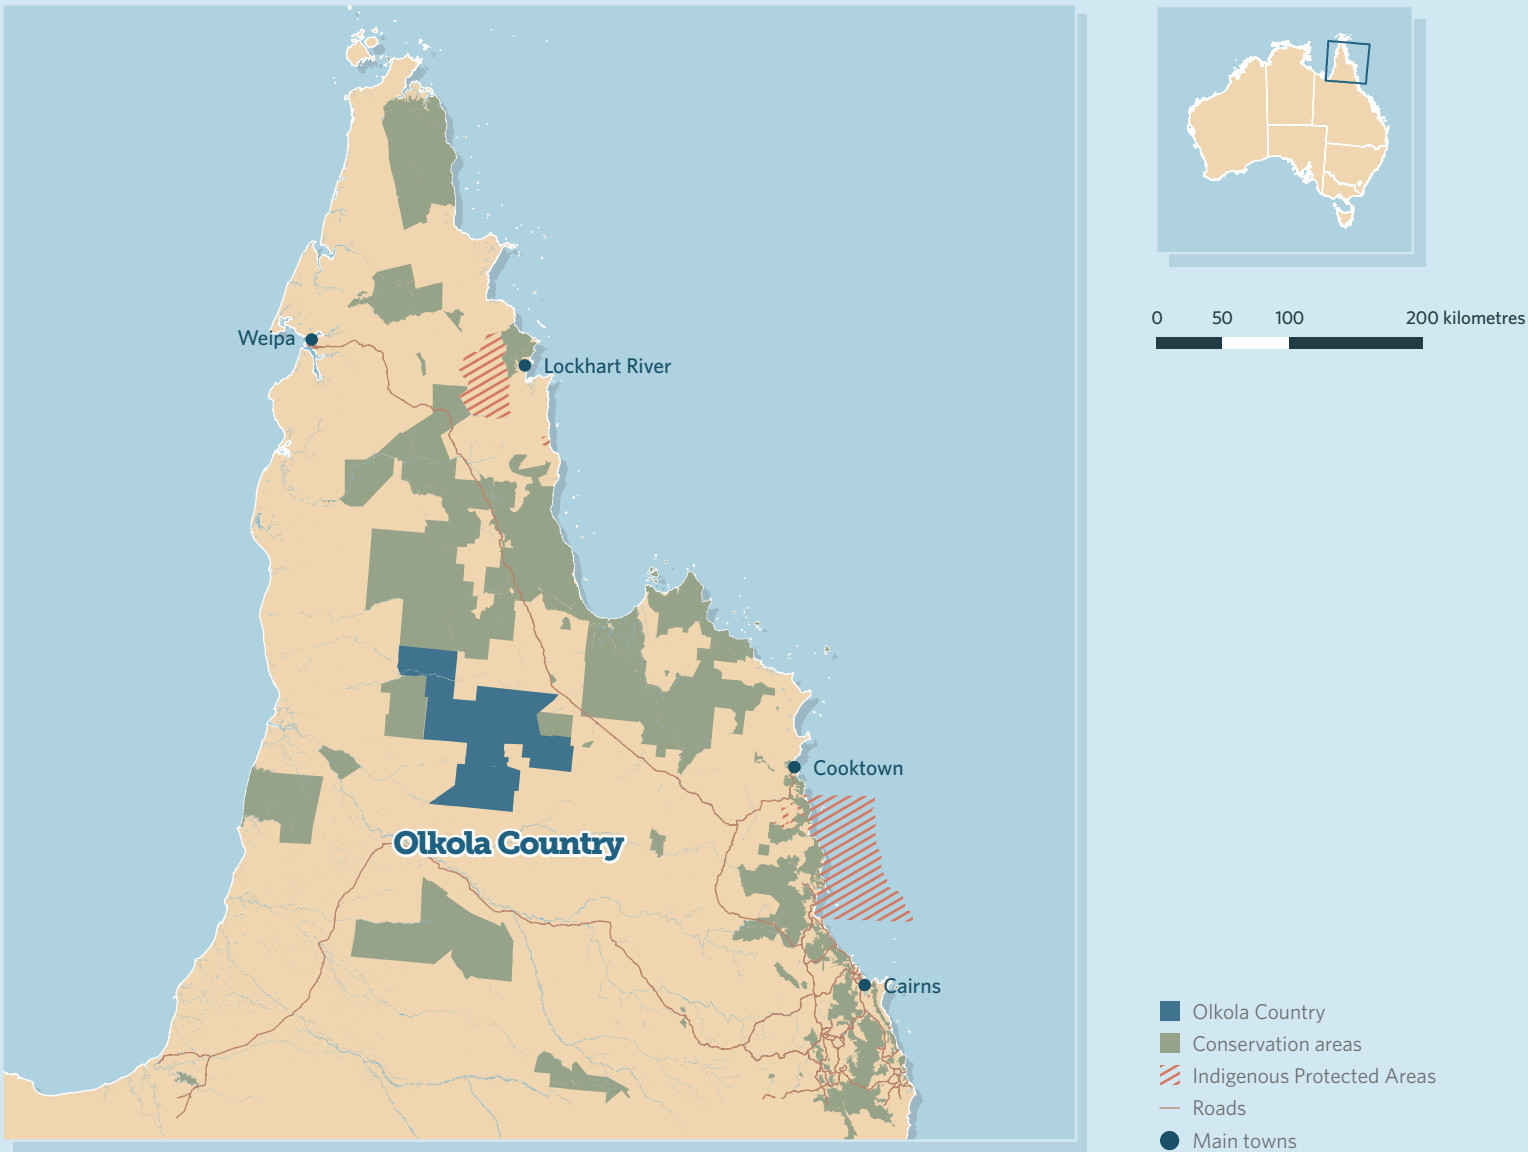 Weipa
Lockhart River
Cooktown
Olkola Country
Cairns
0 50 100 200 kilometres
Olkola Country
Conservation areas
Indigenous Protected Areas
Roads
Main towns